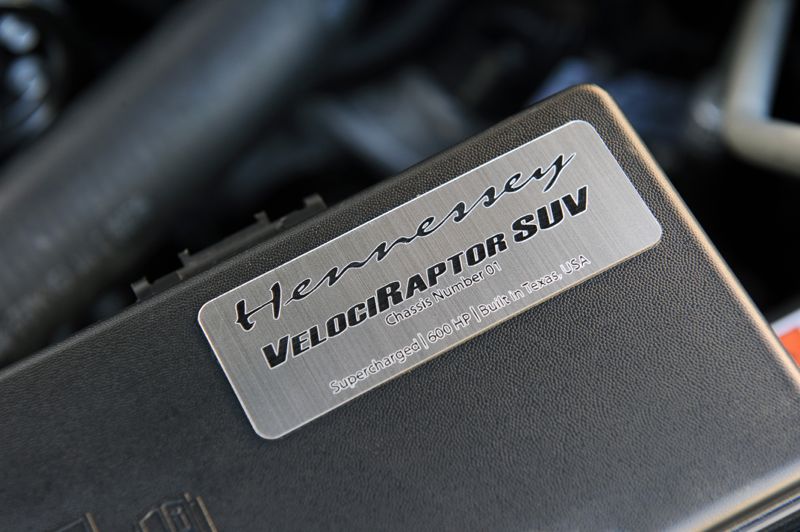 Hennessey
VELOCIRAPTOR SUV
Chassis Number 01
Supercharged | 600 HP | Built in Texas, USA